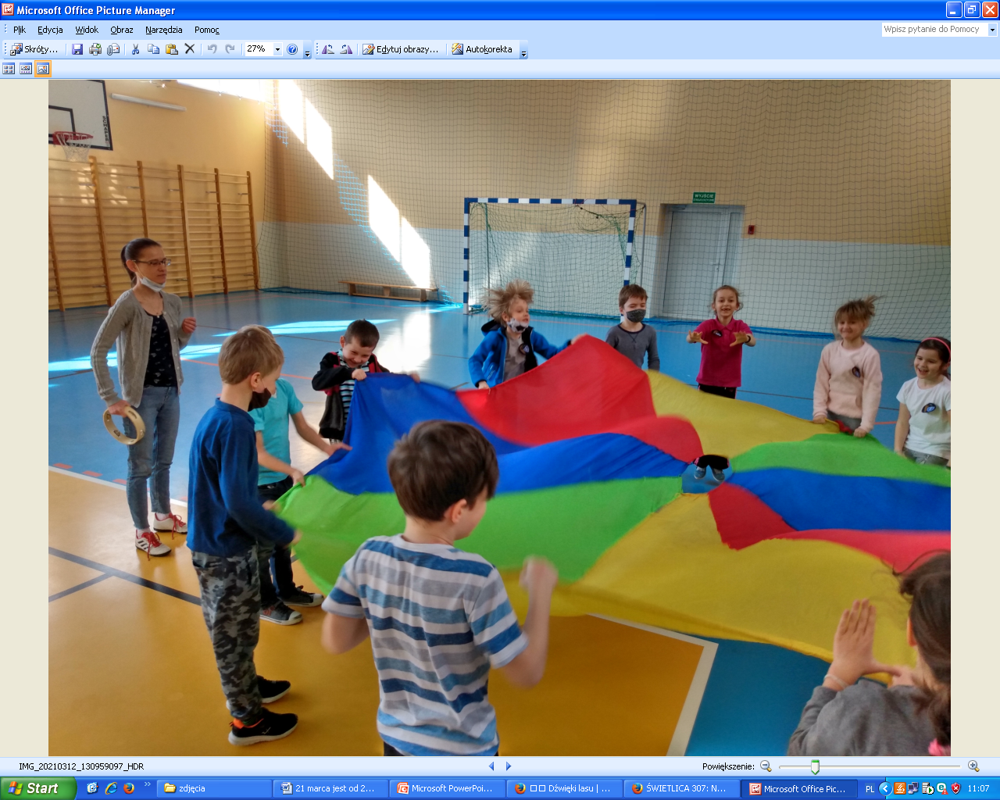 Microsoft Office Picture Manager
Plik Edycja Widok Obraz Narzędzia Pomoc
Wpisz pytanie do Pomocy
Skróty... 27% Edytuj obrazy... Autokorekta
WYJŚCIE
IMG_20210312_130959097_HDR
Powiększenie:
Start
zdjęcia
21 marca jest od 2...
Microsoft PowerPoi...
Dźwięki lasu | ...
ŚWIETLICA 307: N...
Microsoft Office Pic...
PL
11:07